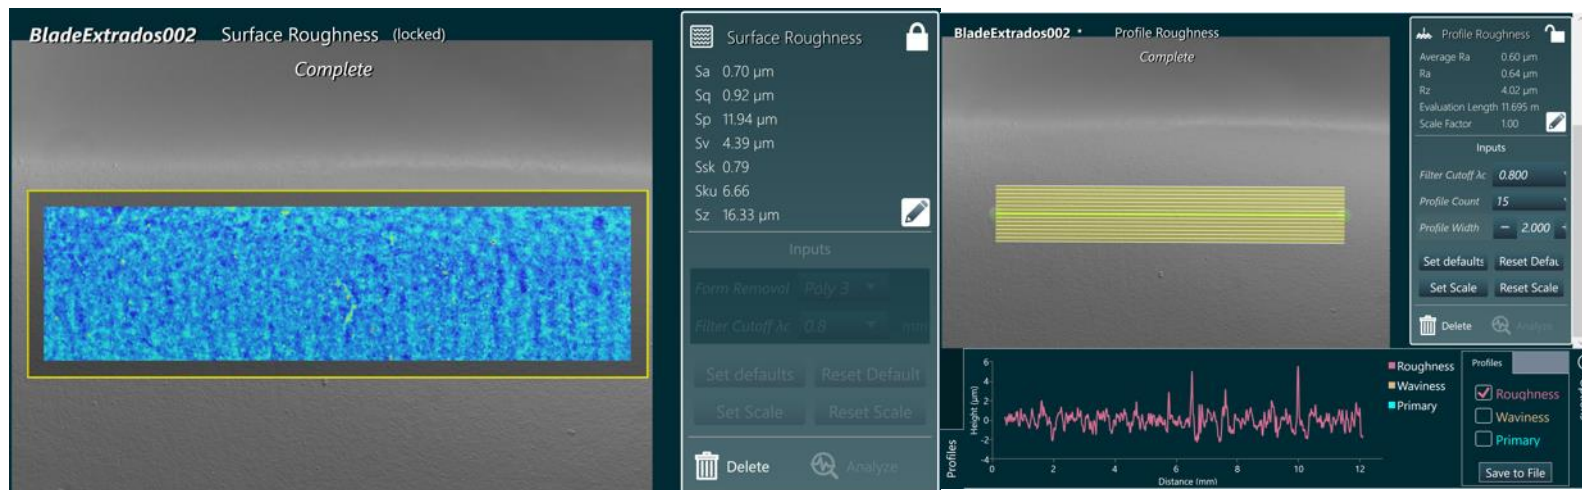 BladeExtrados002 Surface Roughness (locked)
Complete
Surface Roughness
Sa 0.70 µm
Sq 0.92 µm
Sp 11.94 µm
Sv 4.39 µm
Ssk 0.79
Sku 6.66
Sz 16.33 µm
Inputs
Form Removal Poly 3
Filter Cutoff λc 0.8 mm
Set defaults Reset Default
Set Scale Reset Scale
Delete Analyze
BladeExtrados002 * Profile Roughness
Complete
Profile Roughness
Average Ra 0.60 µm
Ra 0.64 µm
Rz 4.02 µm
Evaluation Length 11.695 m
Scale Factor 1.00
Inputs
Filter Cutoff λc 0.800
Profile Count 15
Profile Width − 2.000
Set defaults Reset Defau
Set Scale Reset Scale
Delete Analyze
Profiles
Height (µm)
6
4
2
0
-2
-4
0 2 4 6 8 10 12
Distance (mm)
Roughness
Waviness
Primary
Profiles
Roughness
Waviness
Primary
Save to File